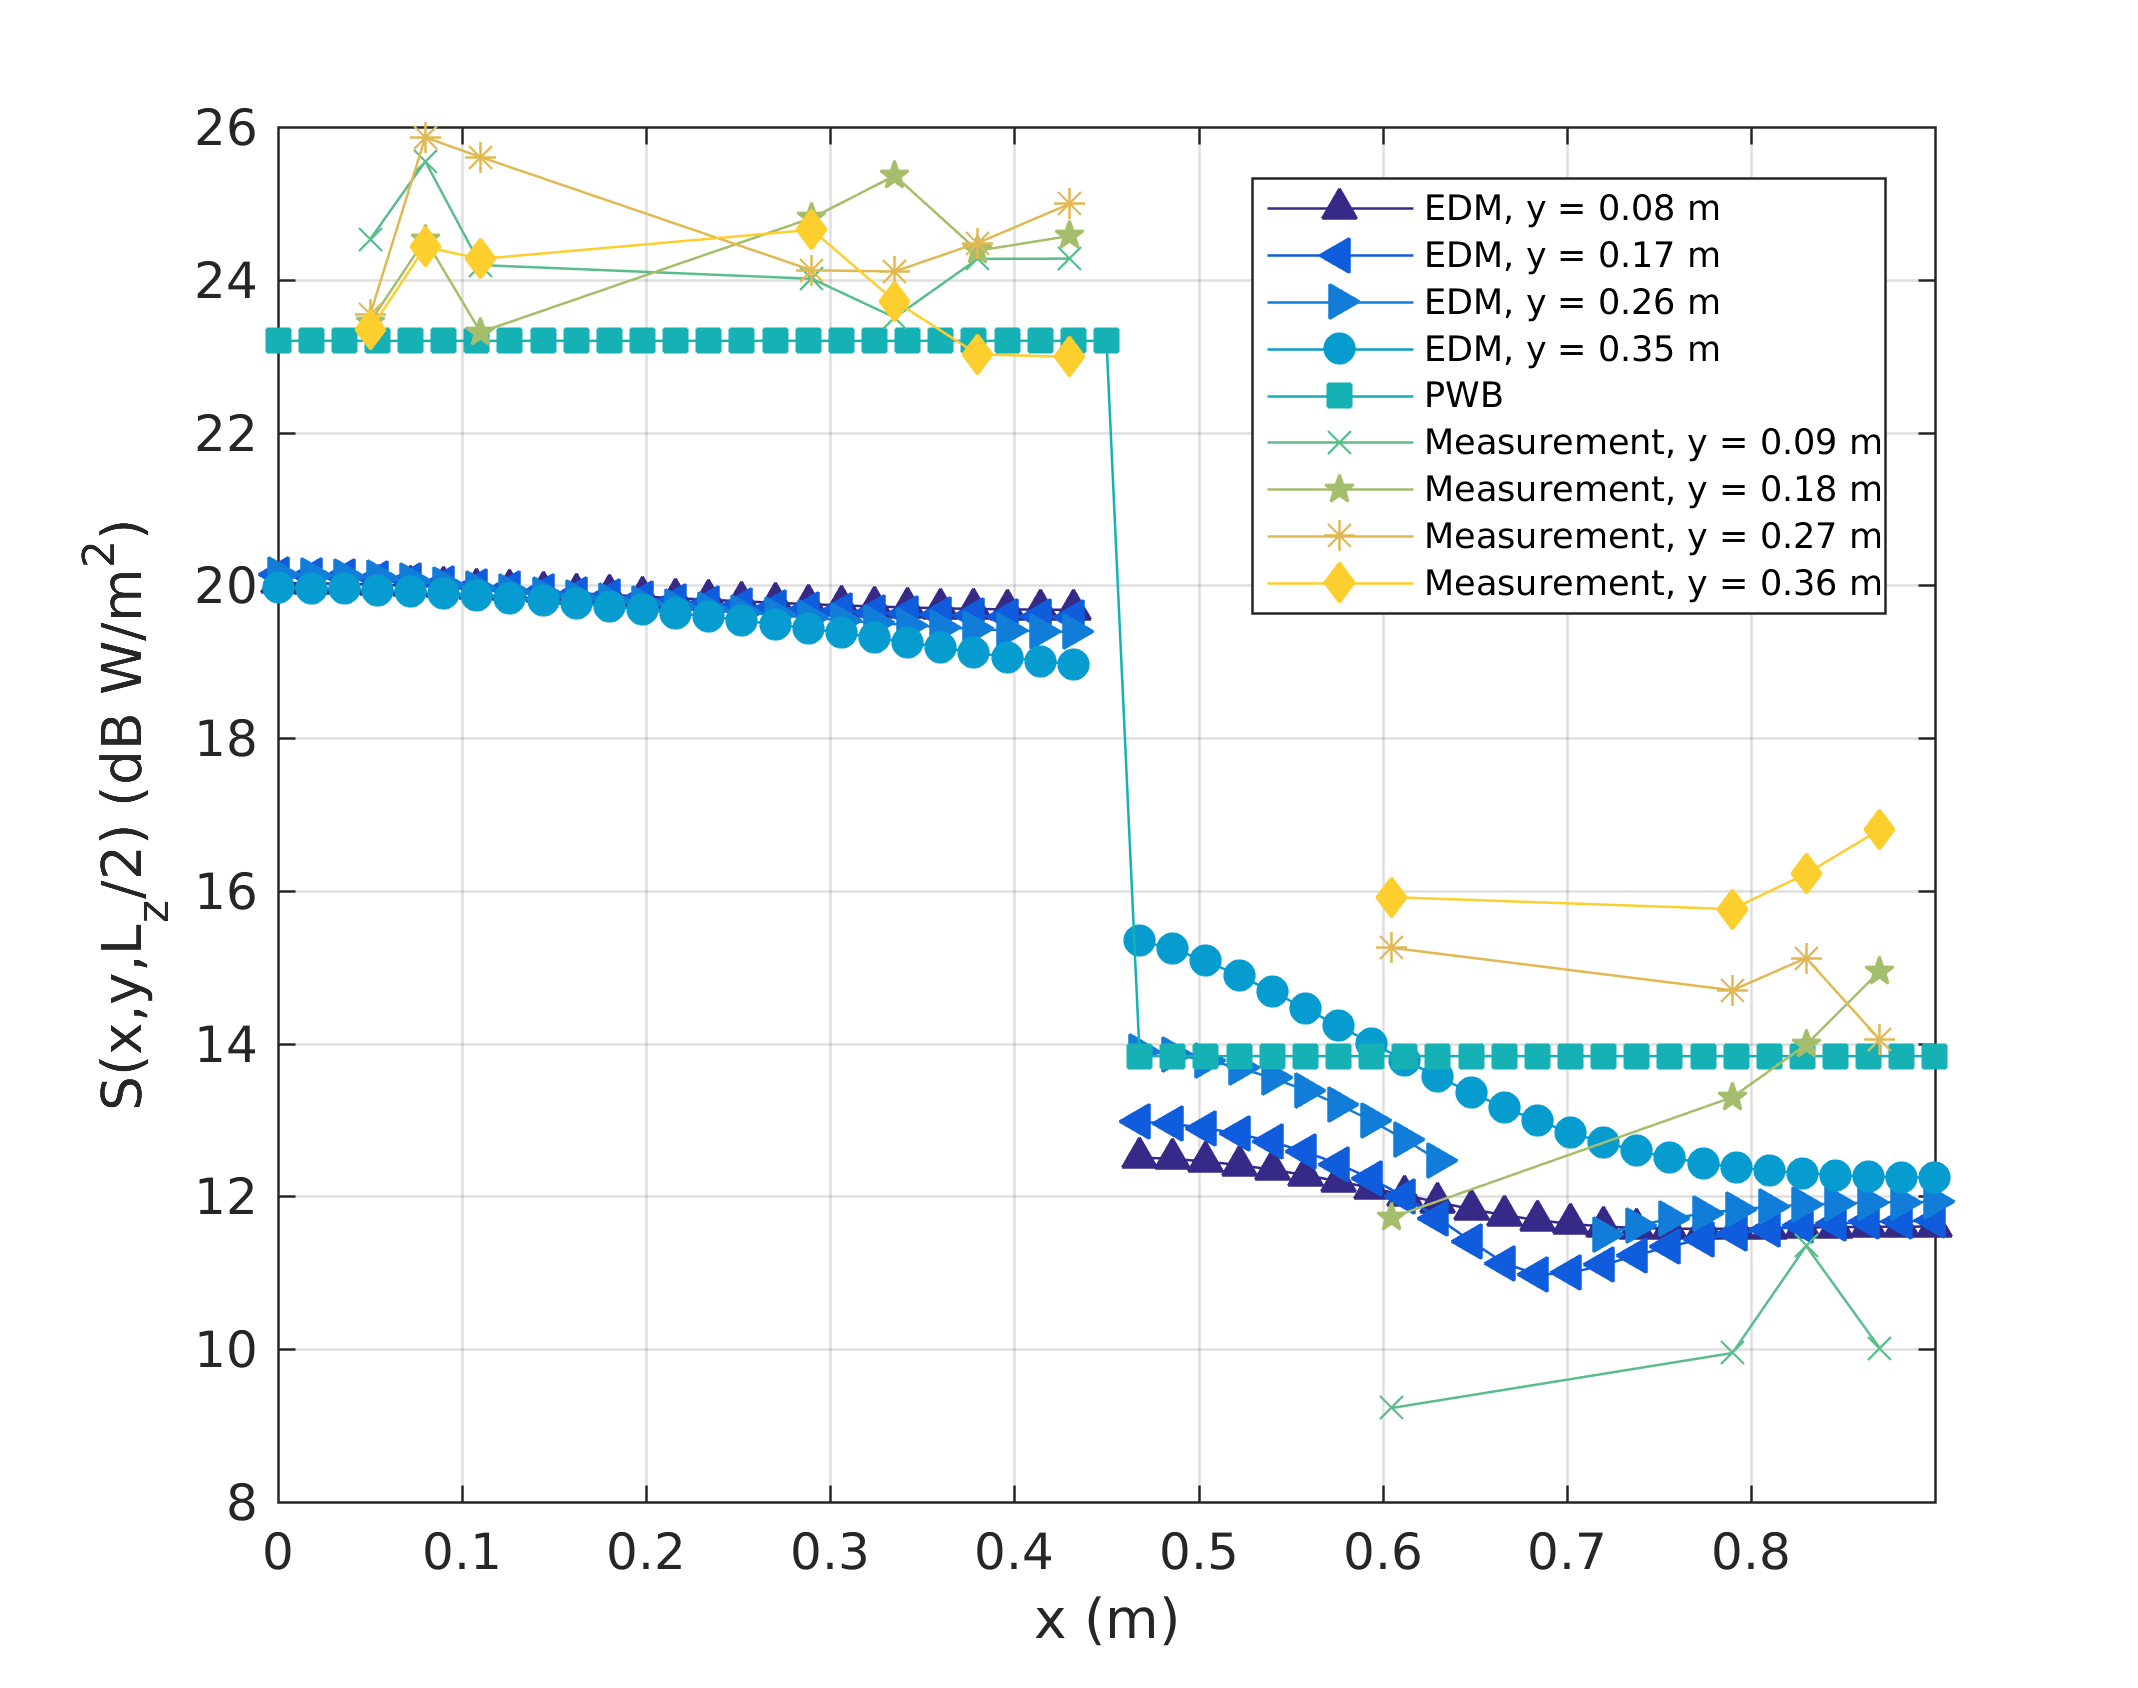 26
24
22
20
18
16
14
12
10
8
0 0.1 0.2 0.3 0.4 0.5 0.6 0.7 0.8
x (m)
S(x,y,L_z/2) (dB W/m^2)
EDM, y = 0.08 m
EDM, y = 0.17 m
EDM, y = 0.26 m
EDM, y = 0.35 m
PWB
Measurement, y = 0.09 m
Measurement, y = 0.18 m
Measurement, y = 0.27 m
Measurement, y = 0.36 m